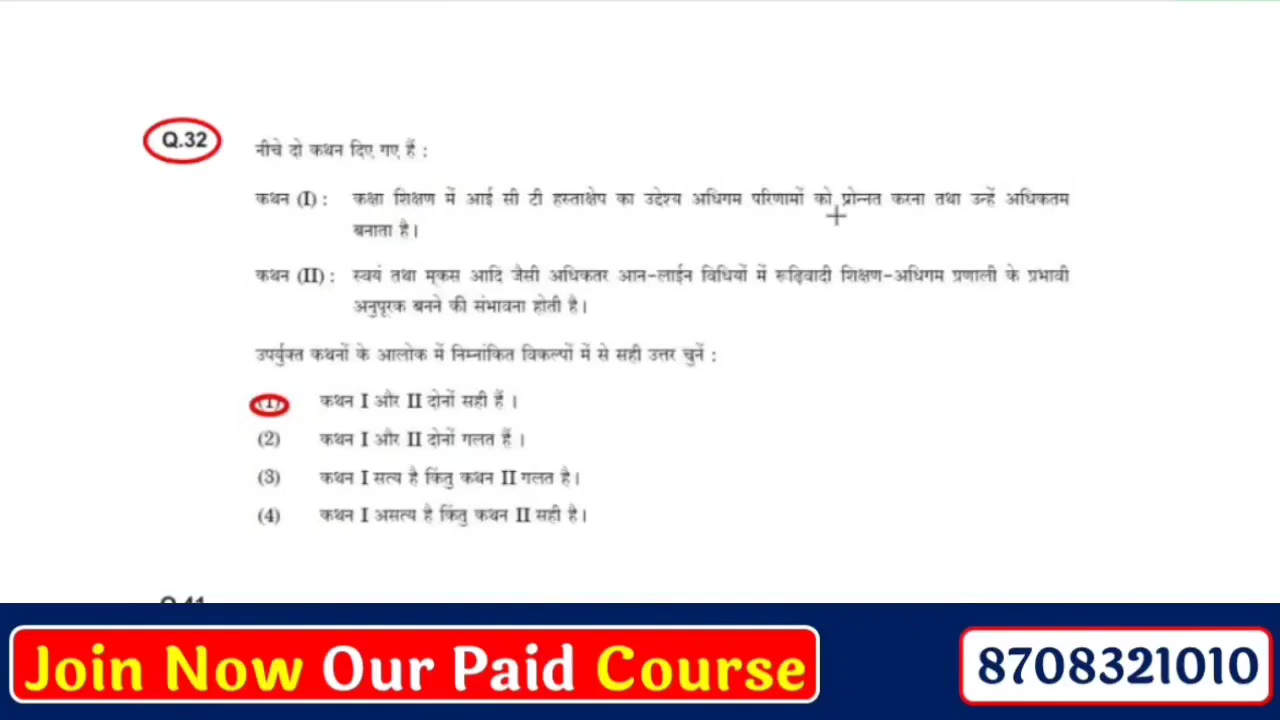 Q.32
नीचे दो कथन दिए गए हैं :
कथन (I) : कक्षा शिक्षण में आई सी टी हस्ताक्षेप का उद्देश्य अधिगम परिणामों को प्रोन्नत करना तथा उन्हें अधिकतम
बनाता है।
कथन (II) : स्वयं तथा मूकस आदि जैसी अधिकतर आन-लाईन विधियों में रूढ़िवादी शिक्षण-अधिगम प्रणाली के प्रभावी
अनुपूरक बनने की संभावना होती है।
उपर्युक्त कथनों के आलोक में निम्नांकित विकल्पों में से सही उत्तर चुनें :
(1) कथन I और II दोनों सही हैं ।
(2) कथन I और II दोनों गलत हैं ।
(3) कथन I सत्य है किंतु कथन II गलत है।
(4) कथन I असत्य है किंतु कथन II सही है।
Q.41
Join Now Our Paid Course
8708321010